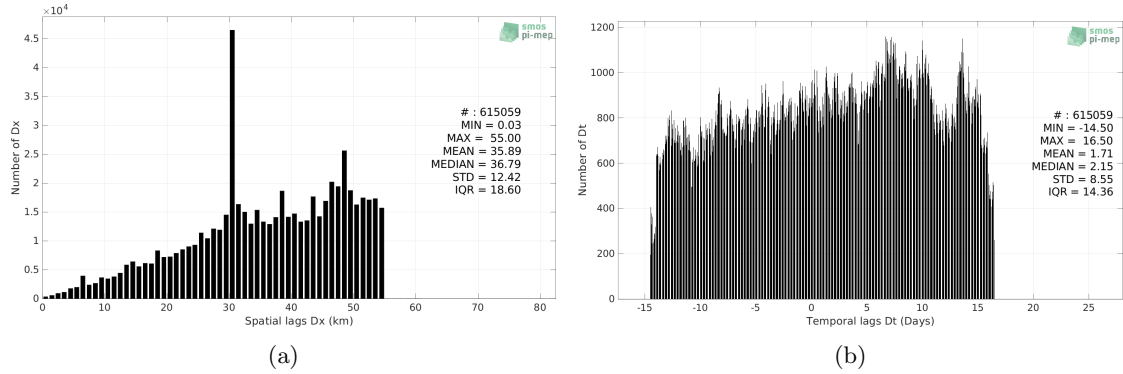 ×10⁴
4.5
4
3.5
3
2.5
2
1.5
1
0.5
0
0 10 20 30 40 50 60 70 80
Number of Dx
Spatial lags Dx (km)
smos
pi-mep
# : 615059
MIN = 0.03
MAX = 55.00
MEAN = 35.89
MEDIAN = 36.79
STD = 12.42
IQR = 18.60
(a)
1200
1000
800
600
400
200
0
-15 -10 -5 0 5 10 15 20 25
Number of Dt
Temporal lags Dt (Days)
smos
pi-mep
# : 615059
MIN = -14.50
MAX = 16.50
MEAN = 1.71
MEDIAN = 2.15
STD = 8.55
IQR = 14.36
(b)